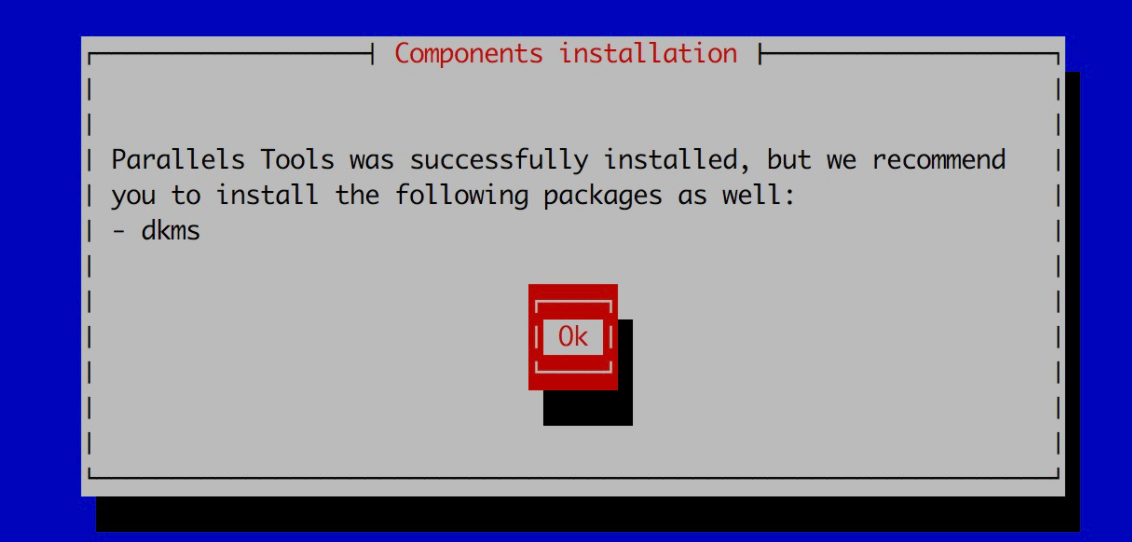 Components installation
Parallels Tools was successfully installed, but we recommend
you to install the following packages as well:
- dkms
Ok